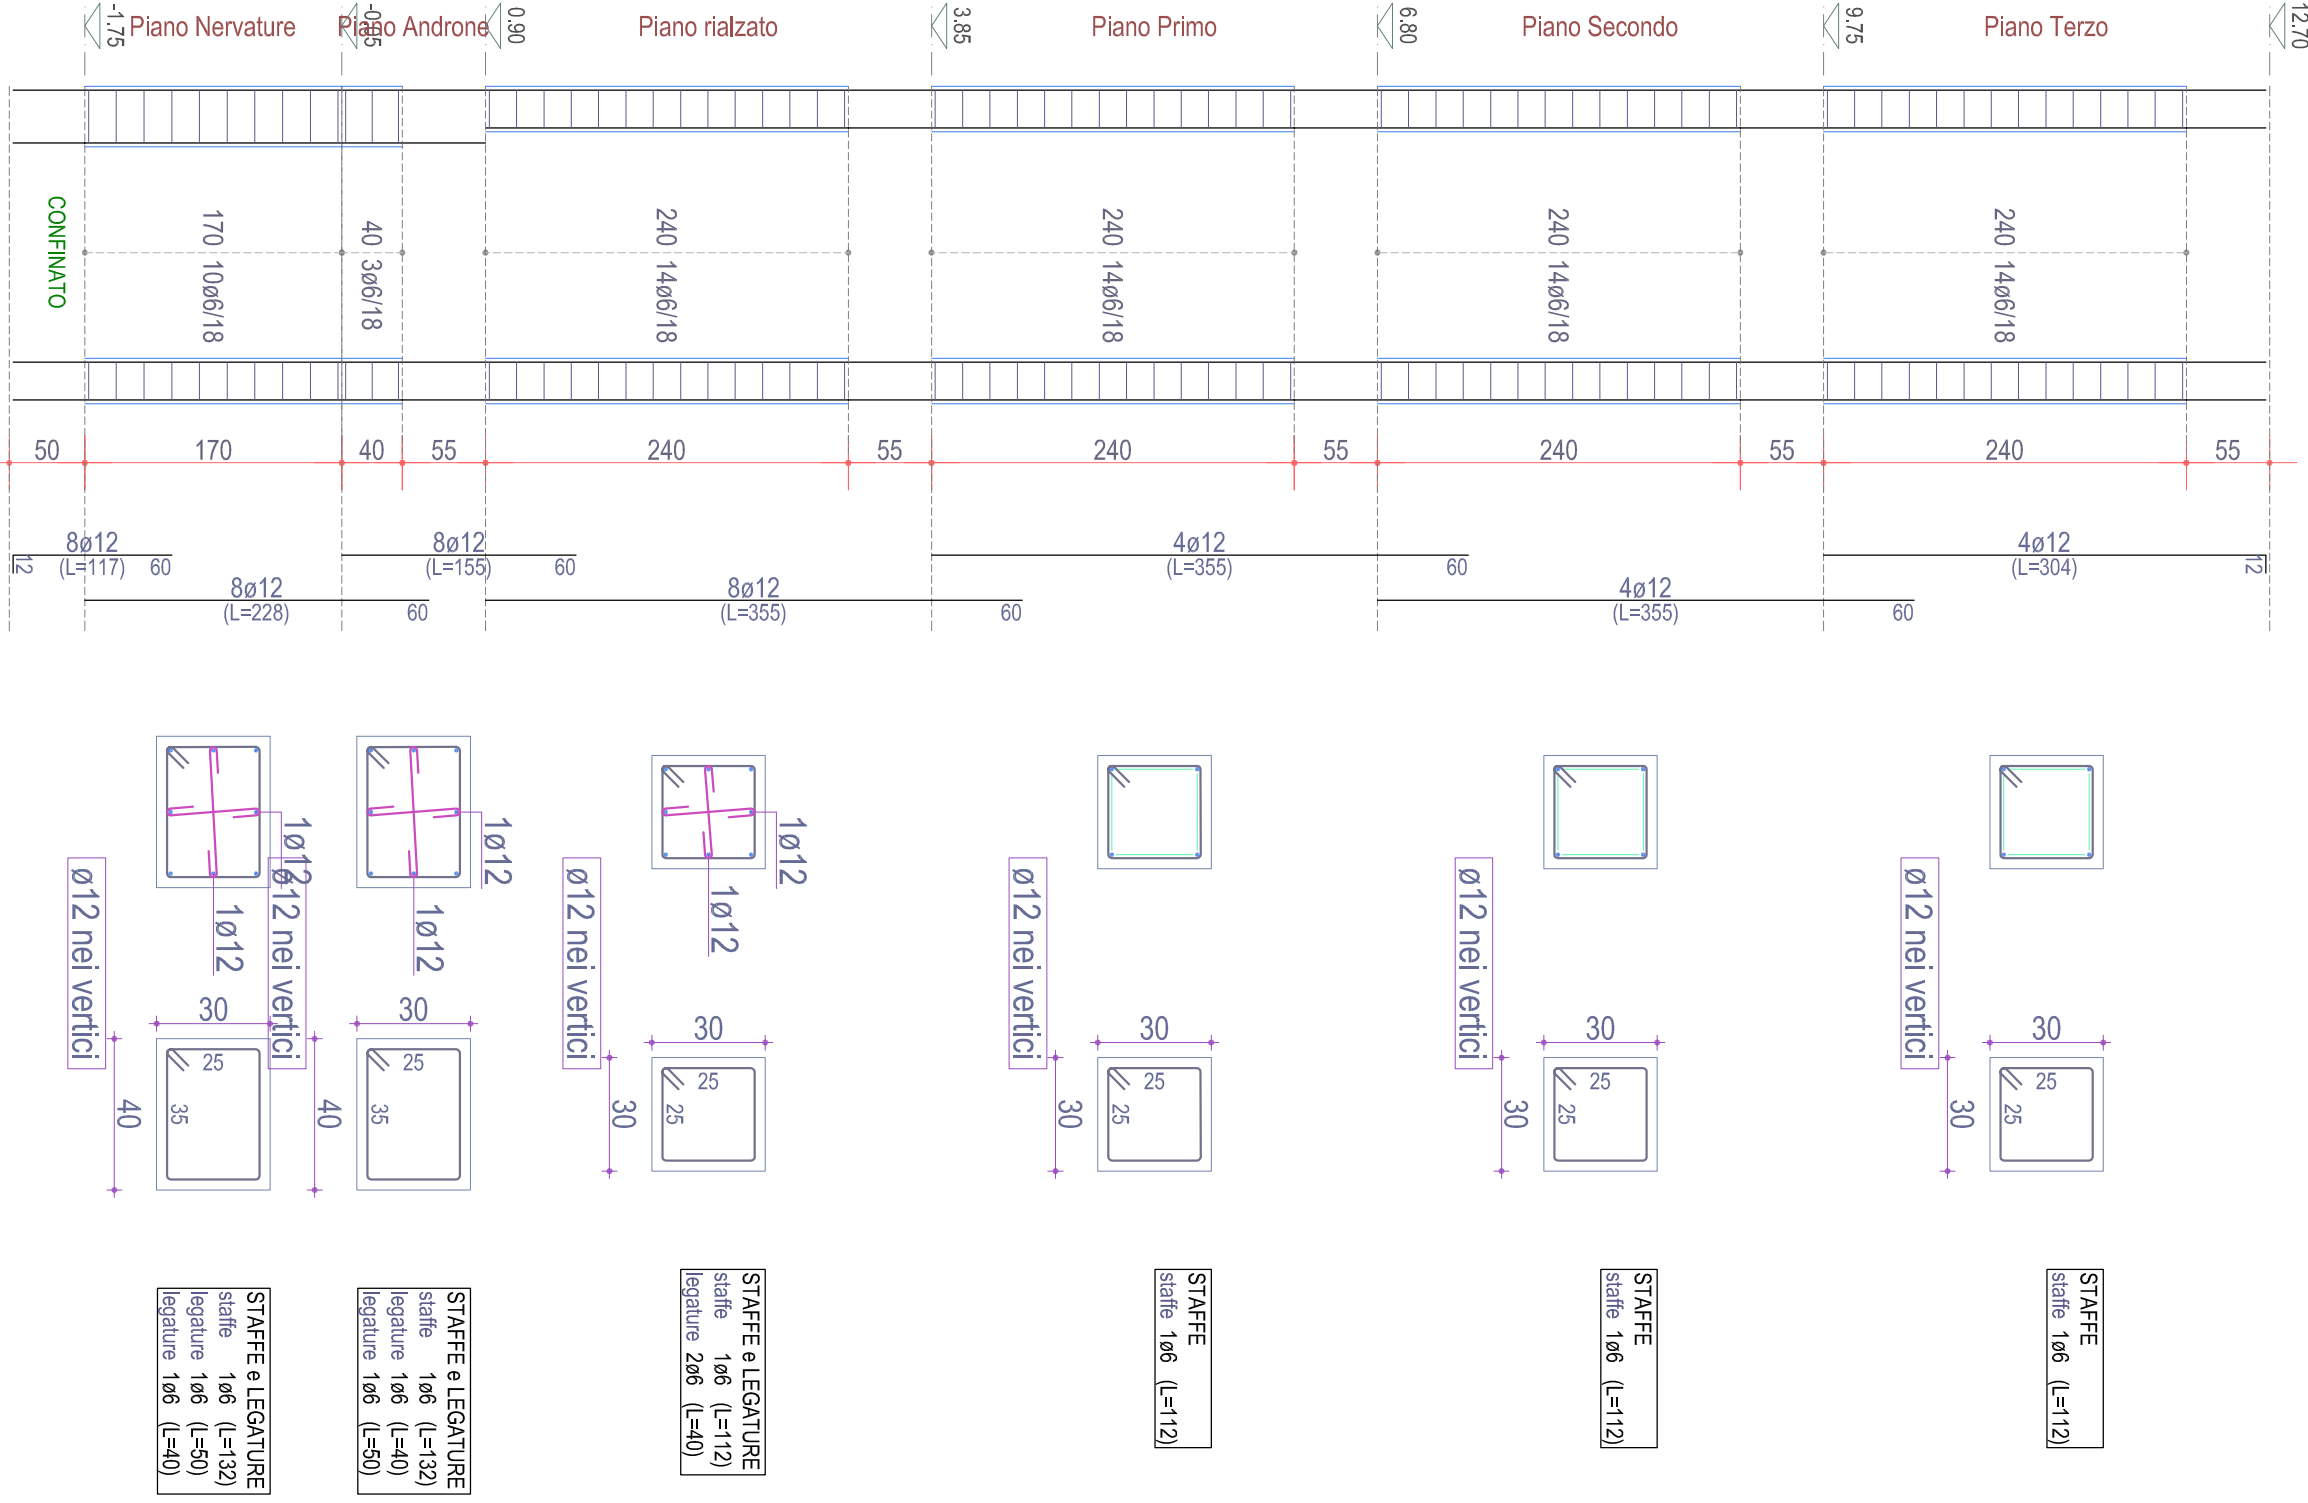 -1.75
Piano Nervature
-0.05
Piano Androne
0.90
Piano rialzato
3.85
Piano Primo
6.80
Piano Secondo
9.75
Piano Terzo
12.70
CONFINATO
170 10ø6/18
40 3ø6/18
240 14ø6/18
240 14ø6/18
240 14ø6/18
240 14ø6/18
50 170 40 55 240 55 240 55 240 55 240 55
8ø12
(L=117) 60
12
8ø12
(L=155) 60
4ø12
(L=355) 60
4ø12
(L=304)
12
8ø12
(L=228) 60
8ø12
(L=355) 60
4ø12
(L=355) 60
1ø12
1ø12
ø12 nei vertici
1ø12
1ø12
ø12 nei vertici
1ø12
1ø12
ø12 nei vertici
ø12 nei vertici
ø12 nei vertici
ø12 nei vertici
30
40
25
35
30
40
25
35
30
30
25
25
30
30
25
25
30
30
25
25
30
30
25
25
STAFFE e LEGATURE
staffe 1ø6 (L=132)
legature 1ø6 (L=50)
legature 1ø6 (L=40)
STAFFE e LEGATURE
staffe 1ø6 (L=132)
legature 1ø6 (L=40)
legature 1ø6 (L=50)
STAFFE e LEGATURE
staffe 1ø6 (L=112)
legature 2ø6 (L=40)
STAFFE
staffe 1ø6 (L=112)
STAFFE
staffe 1ø6 (L=112)
STAFFE
staffe 1ø6 (L=112)